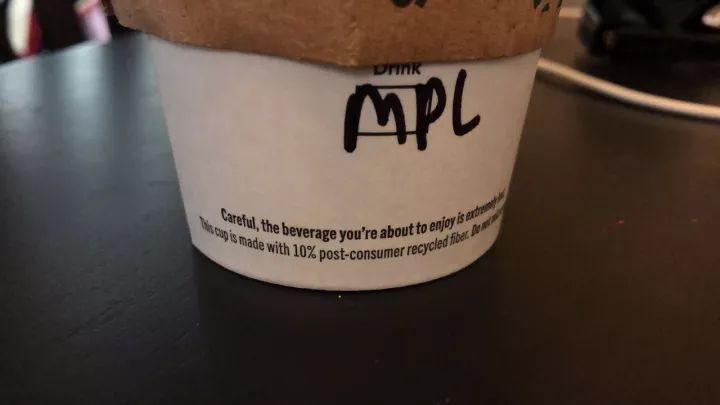 Drink
MPL
Careful, the beverage you're about to enjoy is extremely
This cup is made with 10% post-consumer recycled fiber. Do not